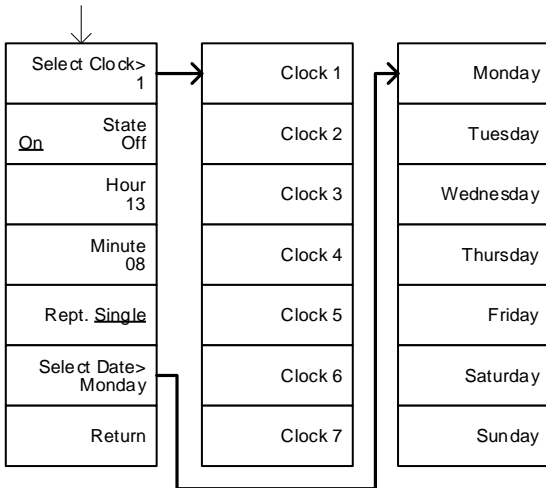 Select Clock>
1
State
On Off
Hour
13
Minute
08
Rept. Single
Select Date>
Monday
Return
Clock 1
Clock 2
Clock 3
Clock 4
Clock 5
Clock 6
Clock 7
Monday
Tuesday
Wednesday
Thursday
Friday
Saturday
Sunday